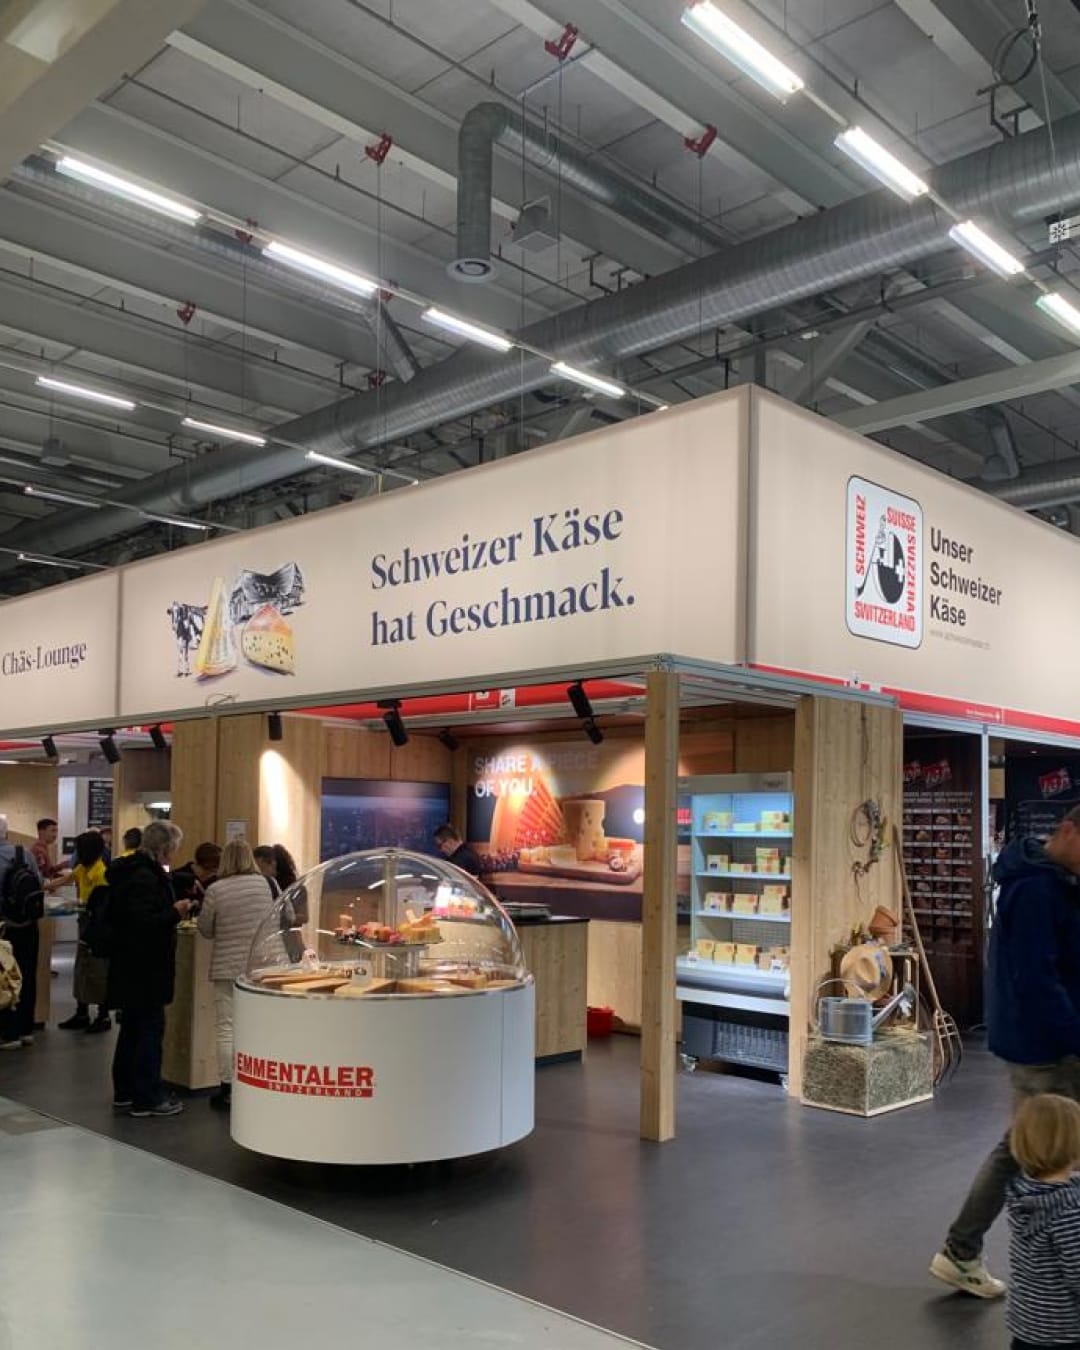 Chäs-Lounge
Schweizer Käse
hat Geschmack.
SCHWEIZ
SUISSE
SVIZZERA
SWITZERLAND
Unser
Schweizer
Käse
SHARE A PIECE
OF YOU.
EMMENTALER
SWITZERLAND